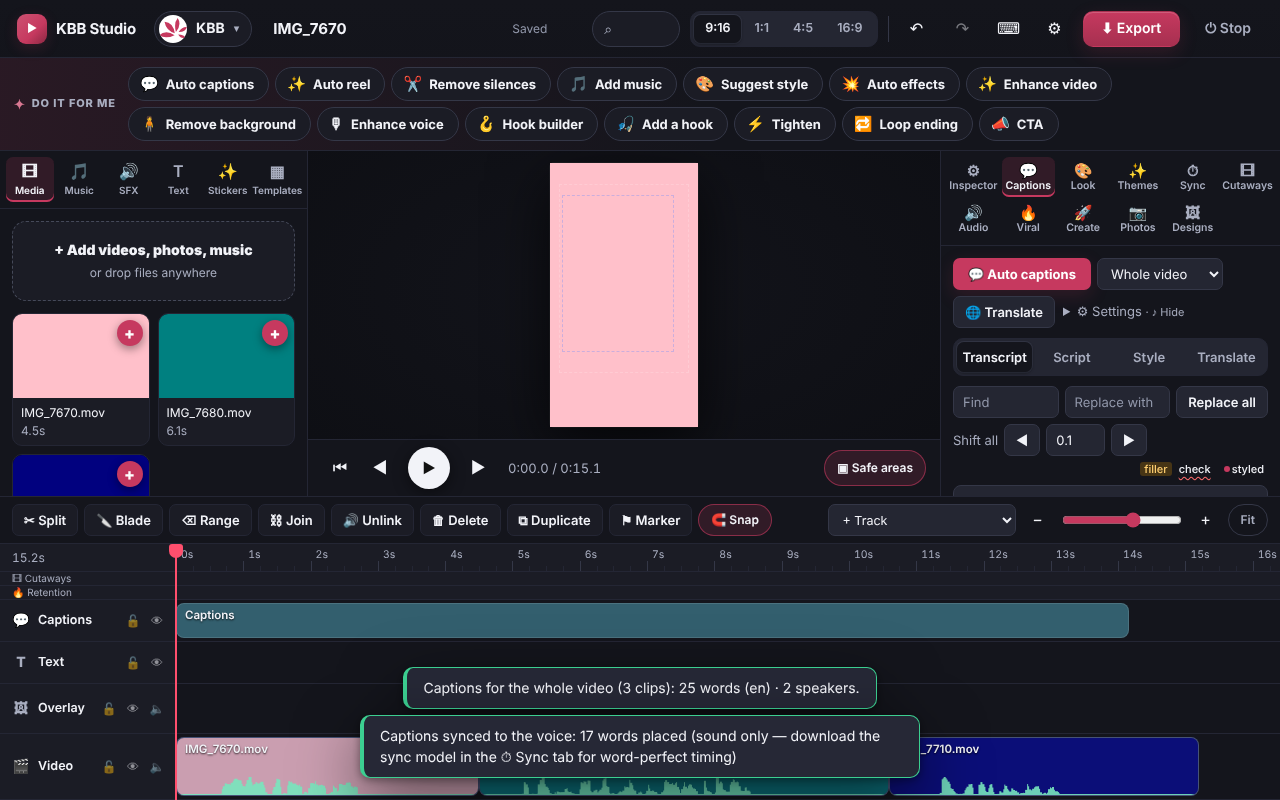 KBB Studio
KBB
IMG_7670
Saved
9:16 1:1 4:5 16:9
Export
Stop
DO IT FOR ME
Auto captions
Auto reel
Remove silences
Add music
Suggest style
Auto effects
Enhance video
Remove background
Enhance voice
Hook builder
Add a hook
Tighten
Loop ending
CTA
Media Music SFX Text Stickers Templates
+ Add videos, photos, music
or drop files anywhere
IMG_7670.mov
4.5s
IMG_7680.mov
6.1s
0:00.0 / 0:15.1
Safe areas
Inspector Captions Look Themes Sync Cutaways
Audio Viral Create Photos Designs
Auto captions
Whole video
Translate
Settings · ♪ Hide
Transcript Script Style Translate
Find
Replace with
Replace all
Shift all
0.1
filler check styled
Split
Blade
Range
Join
Unlink
Delete
Duplicate
Marker
Snap
+ Track
Fit
15.2s
0s 1s 2s 3s 4s 5s 6s 7s 8s 9s 10s 11s 12s 13s 14s 15s 16s
Cutaways
Retention
Captions
Captions
Text
Captions for the whole video (3 clips): 25 words (en) · 2 speakers.
Overlay
Captions synced to the voice: 17 words placed (sound only — download the
sync model in the ⏱ Sync tab for word-perfect timing)
Video
IMG_7670.mov
_7710.mov